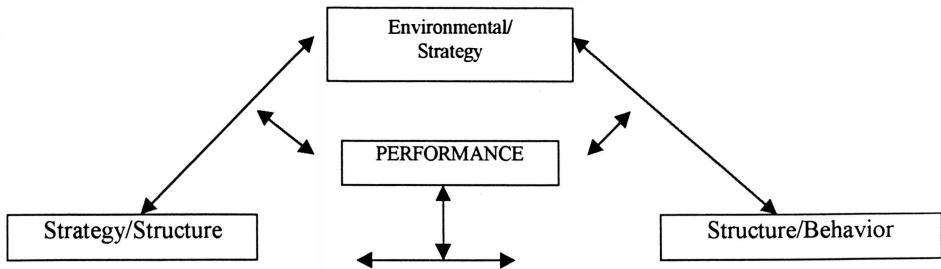 Environmental/
Strategy
PERFORMANCE
Strategy/Structure
Structure/Behavior